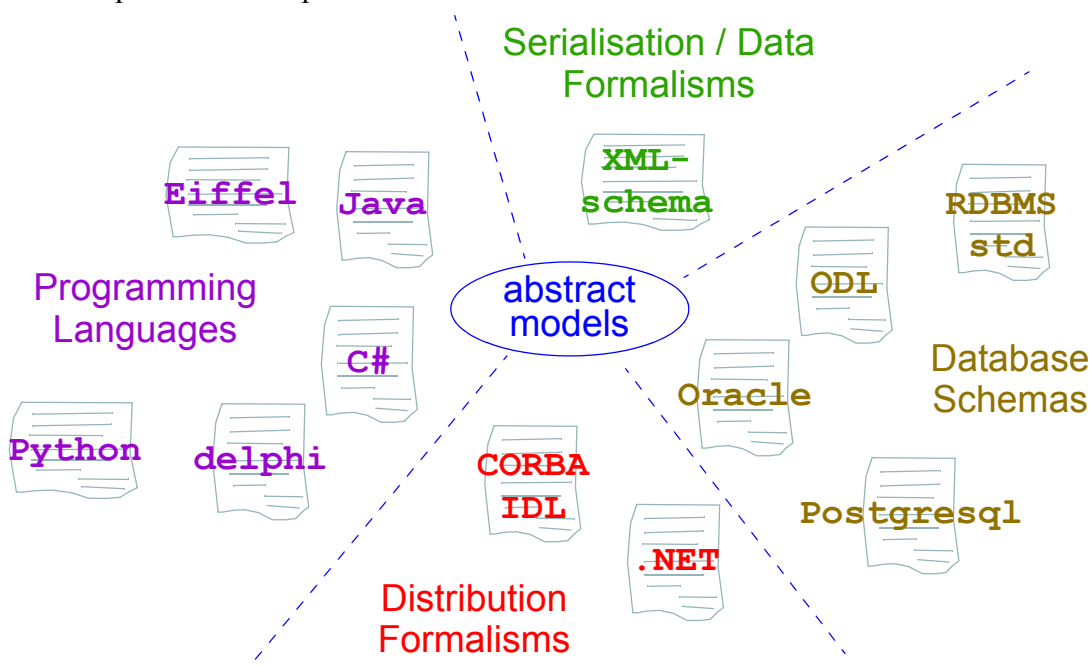 Serialisation / Data
Formalisms
XML-
schema
Eiffel
Java
RDBMS
std
ODL
Programming
Languages
abstract
models
C#
Database
Schemas
Oracle
Python
delphi
CORBA
IDL
Postgresql
.NET
Distribution
Formalisms